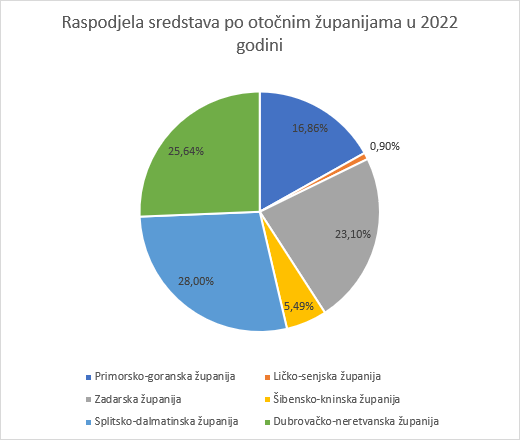 Raspodjela sredstava po otočnim županijama u 2022
godini
16,86%
0,90%
23,10%
5,49%
28,00%
25,64%
Primorsko-goranska županija
Ličko-senjska županija
Zadarska županija
Šibensko-kninska županija
Splitsko-dalmatinska županija
Dubrovačko-neretvanska županija